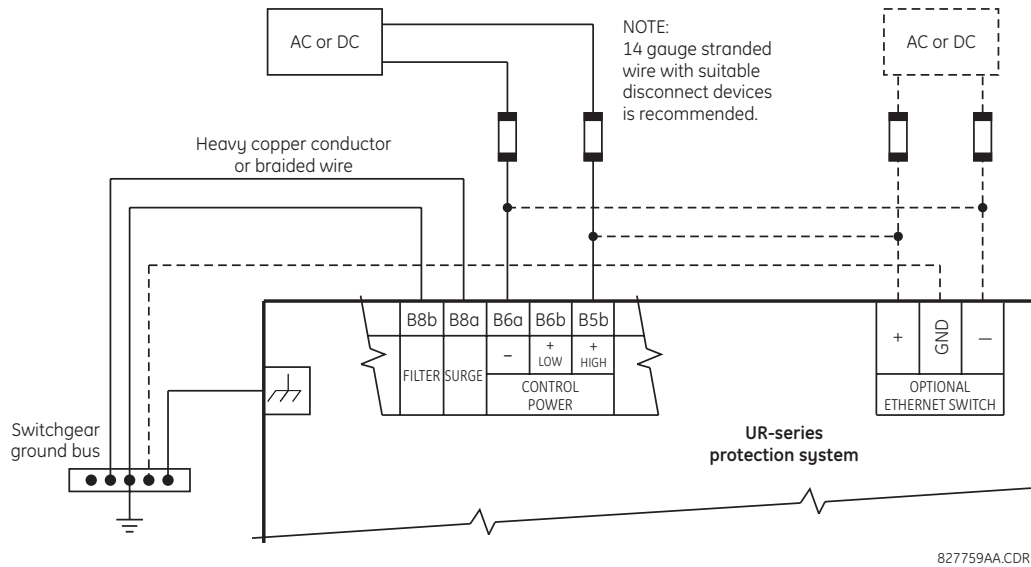 AC or DC
NOTE:
14 gauge stranded
wire with suitable
disconnect devices
is recommended.
AC or DC
Heavy copper conductor
or braided wire
B8b B8a B6a B6b B5b
FILTER SURGE – + LOW + HIGH
CONTROL
POWER
+ GND –
OPTIONAL
ETHERNET SWITCH
Switchgear
ground bus
UR-series
protection system
827759AA.CDR